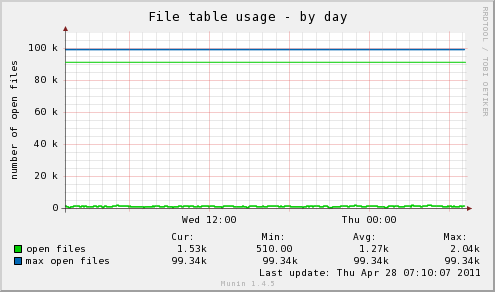 File table usage - by day
RRDTOOL / TOBI OETIKER
number of open files
100 k
80 k
60 k
40 k
20 k
0
Wed 12:00 Thu 00:00
Cur: Min: Avg: Max:
open files 1.53k 510.00 1.27k 2.04k
max open files 99.34k 99.34k 99.34k 99.34k
Last update: Thu Apr 28 07:10:07 2011
Munin 1.4.5